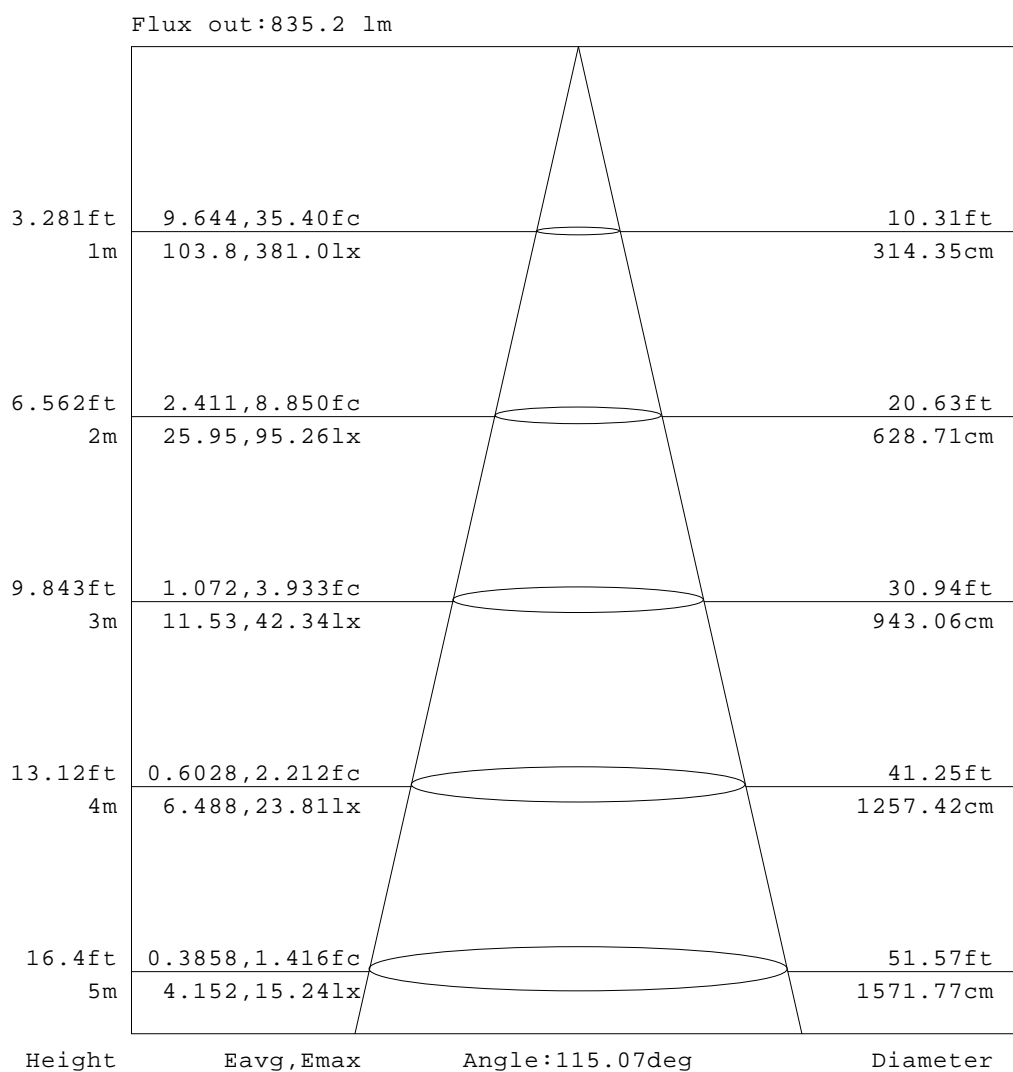 Flux out:835.2 lm
3.281ft 9.644,35.40fc 10.31ft
1m 103.8,381.0lx 314.35cm
6.562ft 2.411,8.850fc 20.63ft
2m 25.95,95.26lx 628.71cm
9.843ft 1.072,3.933fc 30.94ft
3m 11.53,42.34lx 943.06cm
13.12ft 0.6028,2.212fc 41.25ft
4m 6.488,23.81lx 1257.42cm
16.4ft 0.3858,1.416fc 51.57ft
5m 4.152,15.24lx 1571.77cm
Height Eavg,Emax Angle:115.07deg Diameter